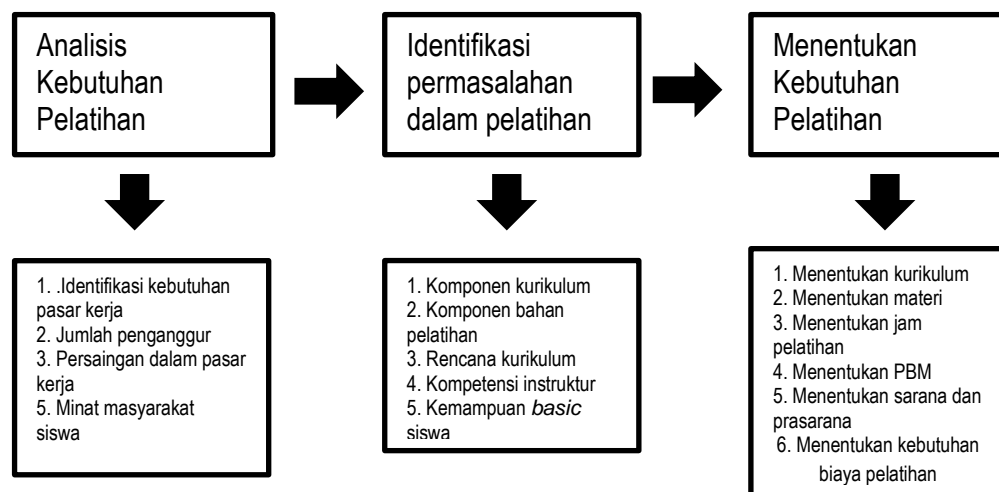 Analisis
Kebutuhan
Pelatihan
Identifikasi
permasalahan
dalam pelatihan
Menentukan
Kebutuhan
Pelatihan
1. .Identifikasi kebutuhan
pasar kerja
2. Jumlah penganggur
3. Persaingan dalam pasar
kerja
5. Minat masyarakat
siswa
1. Komponen kurikulum
2. Komponen bahan
pelatihan
3. Rencana kurikulum
4. Kompetensi instruktur
5. Kemampuan basic
siswa
1. Menentukan kurikulum
2. Menentukan materi
3. Menentukan jam
pelatihan
4. Menentukan PBM
5. Menentukan sarana dan
prasarana
6. Menentukan kebutuhan
biaya pelatihan